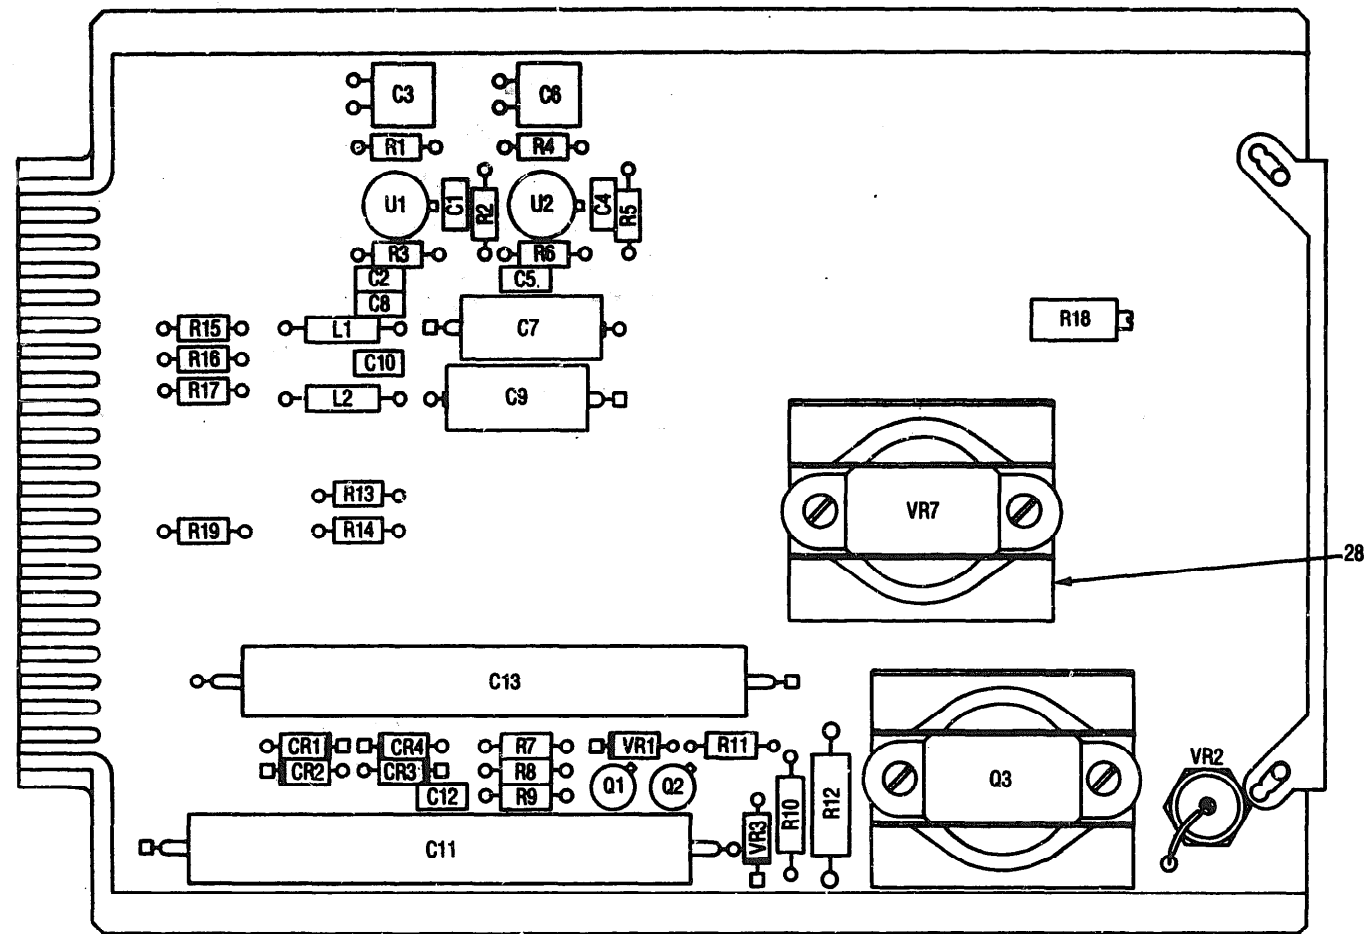 C3 C6
R1 R4
U1 C1 R2 U2 C4 R5
R3 R6
C2 C5.
C8
R15 L1 C7 R18
R16 C10
R17 L2 C9
R13 VR7
R19 R14
28
C13
CR1 CR4 R7 VR1 R11 VR2
CR2 CR3 R8 Q1 Q2 Q3
C12 R9 R10 R12
C11 VR3